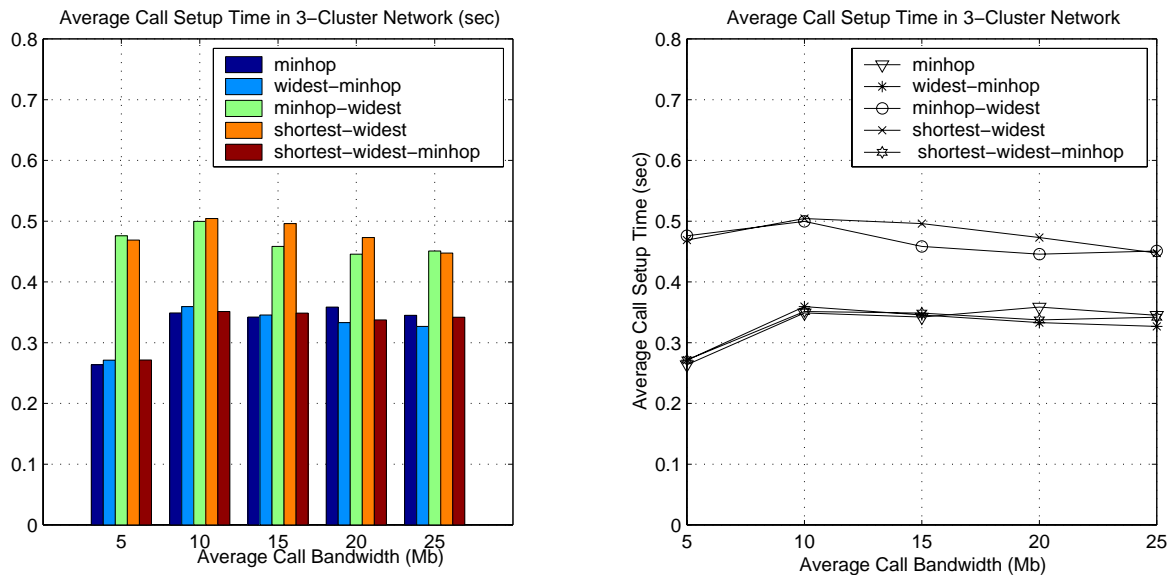 Average Call Setup Time in 3−Cluster Network (sec)
0.8
0.7
0.6
0.5
0.4
0.3
0.2
0.1
0
minhop
widest−minhop
minhop−widest
shortest−widest
shortest−widest−minhop
5 10 15 20 25
Average Call Bandwidth (Mb)
Average Call Setup Time in 3−Cluster Network
Average Call Setup Time (sec)
0.8
0.7
0.6
0.5
0.4
0.3
0.2
0.1
0
minhop
widest−minhop
minhop−widest
shortest−widest
shortest−widest−minhop
5 10 15 20 25
Average Call Bandwidth (Mb)